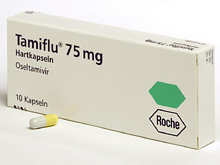 Tamiflu® 75 mg
Hartkapseln
Oseltamivir
10 Kapseln
Roche